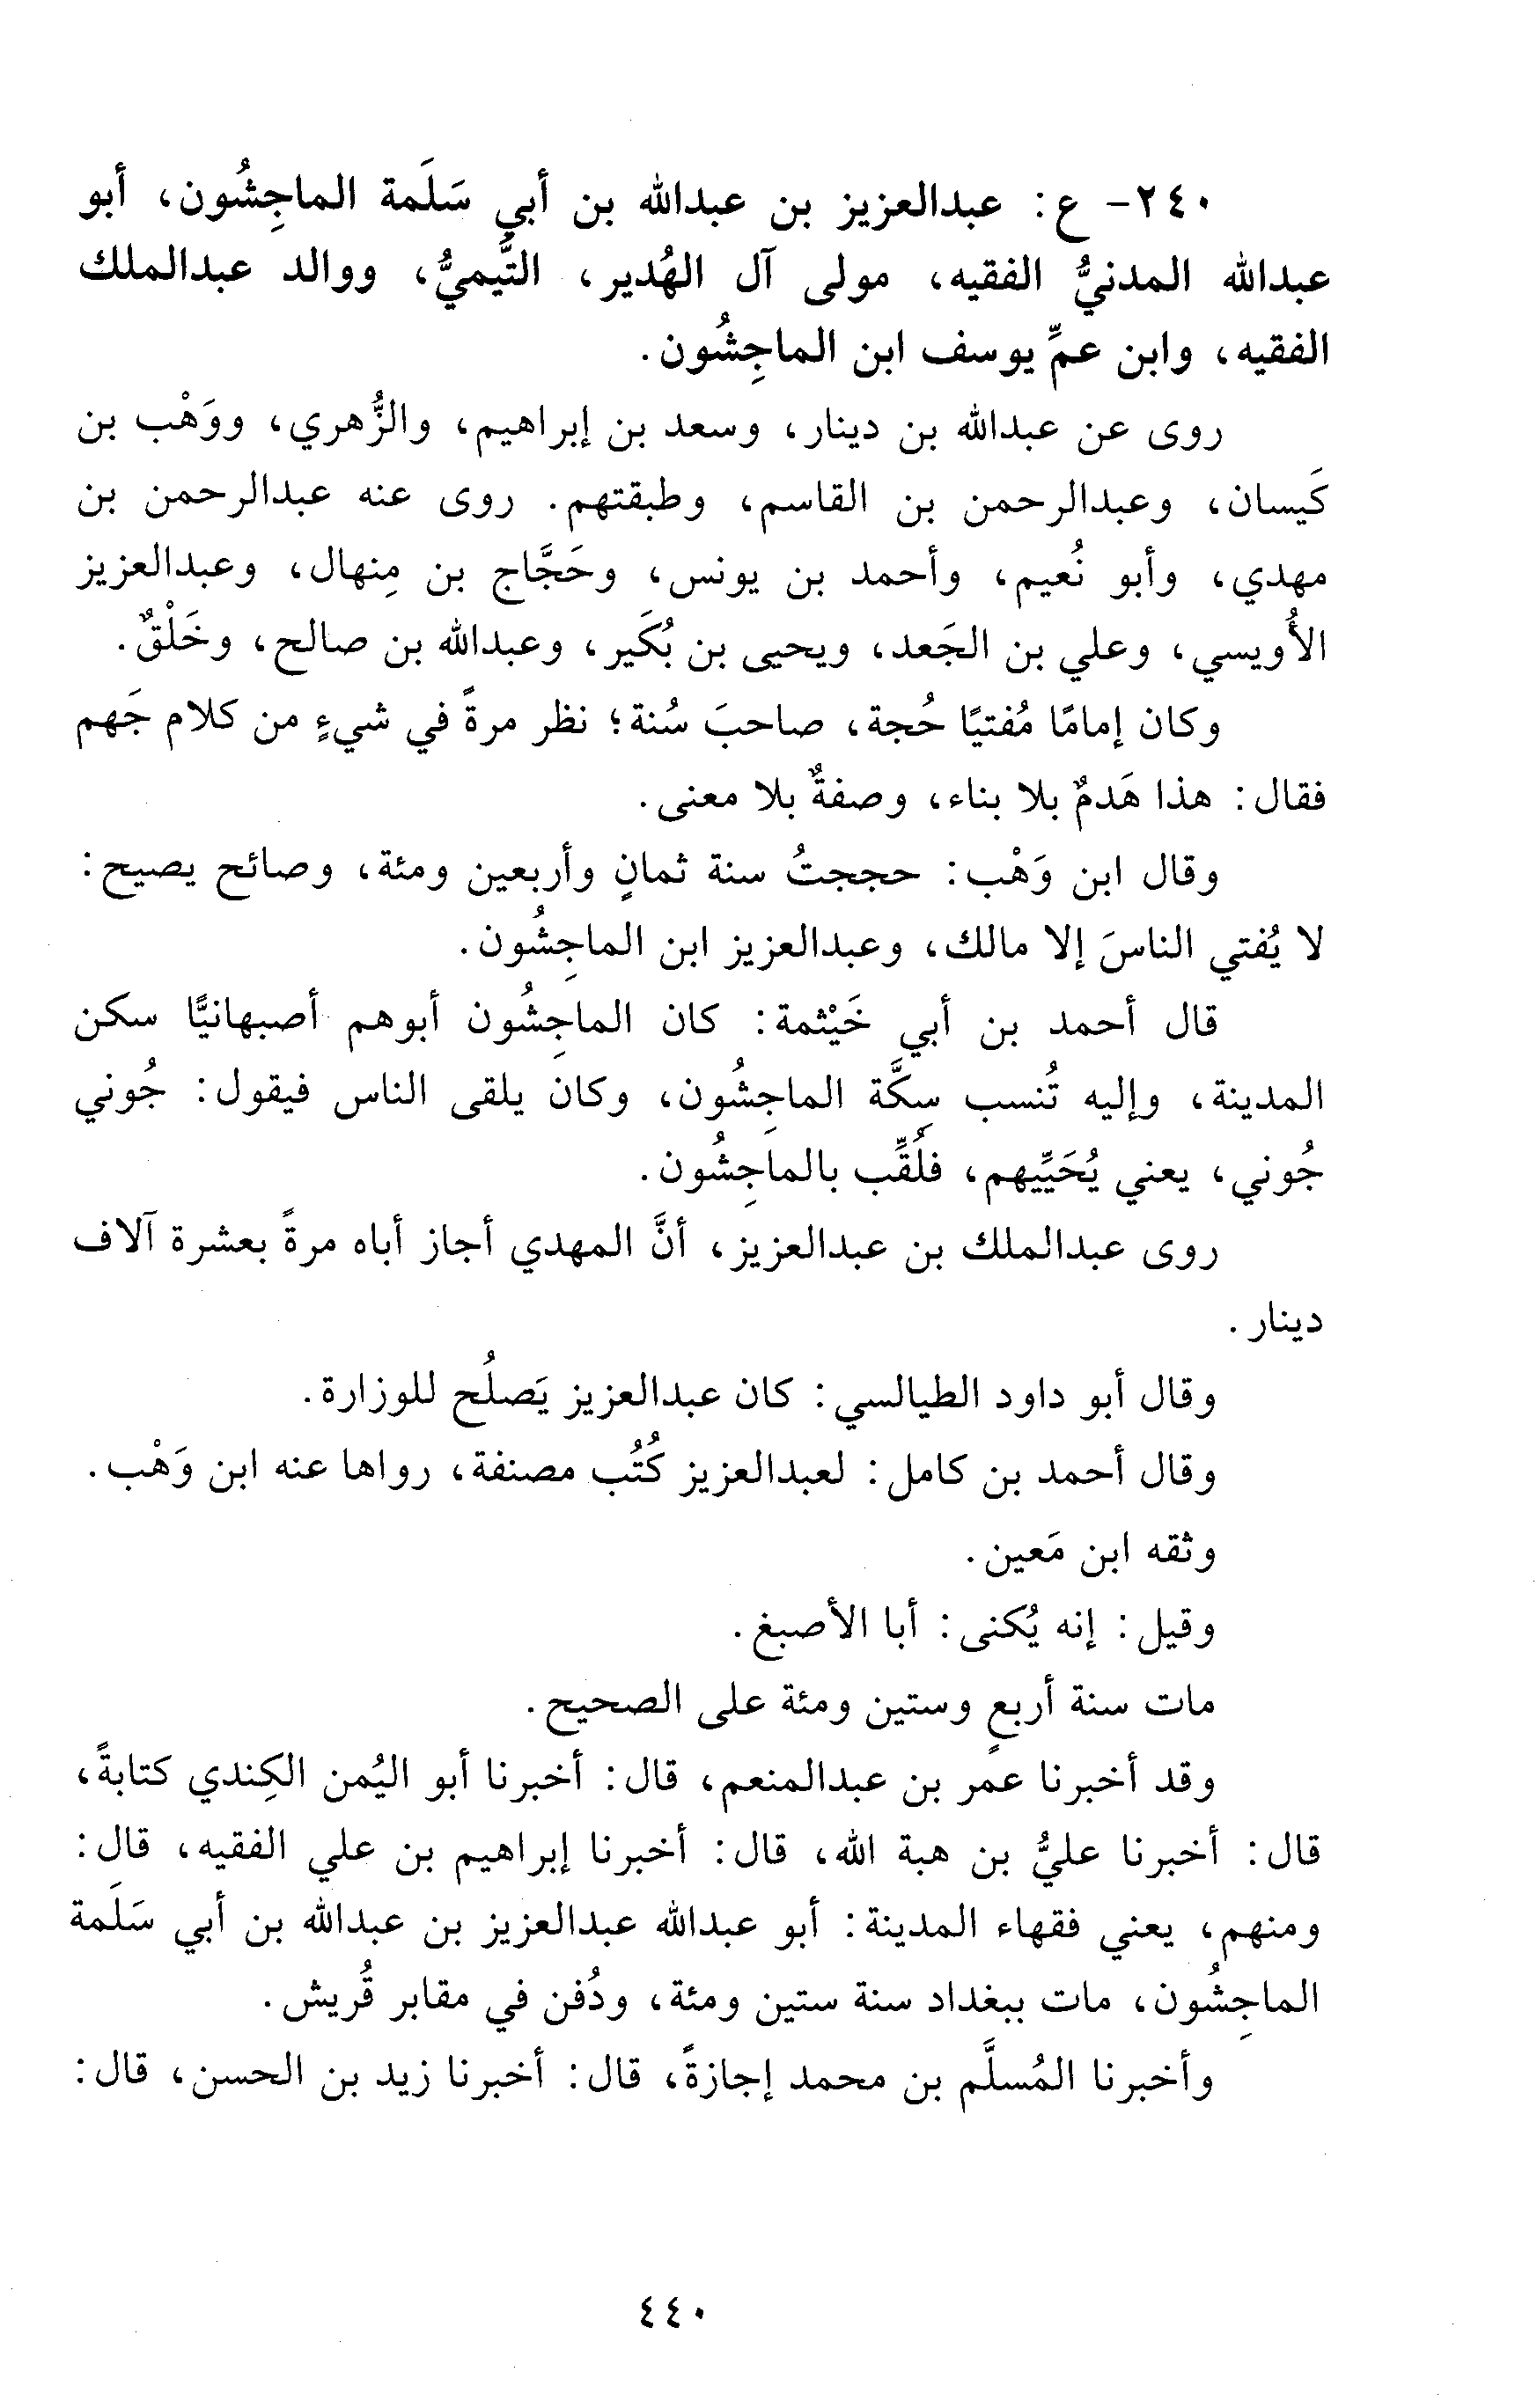 ٢٤٠- ع: عبدالعزيز بن عبدالله بن أبي سَلَمة الماجِشُون، أبو
عبدالله المدنيُّ الفقيه، مولى آل الهُدير، التَّيميُّ، ووالد عبدالملك
الفقيه، وابن عمِّ يوسف ابن الماجِشُون.
روى عن عبدالله بن دينار، وسعد بن إبراهيم، والزُّهري، ووَهْب بن
كَيسان، وعبدالرحمن بن القاسم، وطبقتهم. روى عنه عبدالرحمن بن
مهدي، وأبو نُعيم، وأحمد بن يونس، وحَجَّاج بن مِنهال، وعبدالعزيز
الأُويسي، وعلي بن الجَعد، ويحيى بن بُكَير، وعبدالله بن صالح، وخَلْقٌ.
وكان إمامًا مُفتيًا حُجة، صاحبَ سُنة؛ نظر مرةً في شيءٍ من كلام جَهم
فقال: هذا هَدمٌ بلا بناء، وصفةٌ بلا معنى.
وقال ابن وَهْب: حججتُ سنة ثمانٍ وأربعين ومئة، وصائح يصيح:
لا يُفتي الناسَ إلا مالك، وعبدالعزيز ابن الماجِشُون.
قال أحمد بن أبي خَيْثمة: كان الماجِشُون أبوهم أصبهانيًّا سكن
المدينة، وإليه تُنسب سِكَّة الماجِشُون، وكان يلقى الناس فيقول: جُوني
جُوني، يعني يُحَيِّيهم، فلُقِّب بالماجِشُون.
روى عبدالملك بن عبدالعزيز، أنَّ المهدي أجاز أباه مرةً بعشرة آلاف
دينار.
وقال أبو داود الطيالسي: كان عبدالعزيز يَصلُح للوزارة.
وقال أحمد بن كامل: لعبدالعزيز كُتُب مصنفة، رواها عنه ابن وَهْب.
وثقه ابن مَعين.
وقيل: إنه يُكنى: أبا الأصبغ.
مات سنة أربعٍ وستين ومئة على الصحيح.
وقد أخبرنا عمر بن عبدالمنعم، قال: أخبرنا أبو اليُمن الكِندي كتابةً،
قال: أخبرنا عليُّ بن هبة الله، قال: أخبرنا إبراهيم بن علي الفقيه، قال:
ومنهم، يعني فقهاء المدينة: أبو عبدالله عبدالعزيز بن عبدالله بن أبي سَلَمة
الماجِشُون، مات ببغداد سنة ستين ومئة، ودُفن في مقابر قُريش.
وأخبرنا المُسلَّم بن محمد إجازةً، قال: أخبرنا زيد بن الحسن، قال:
٤٤٠